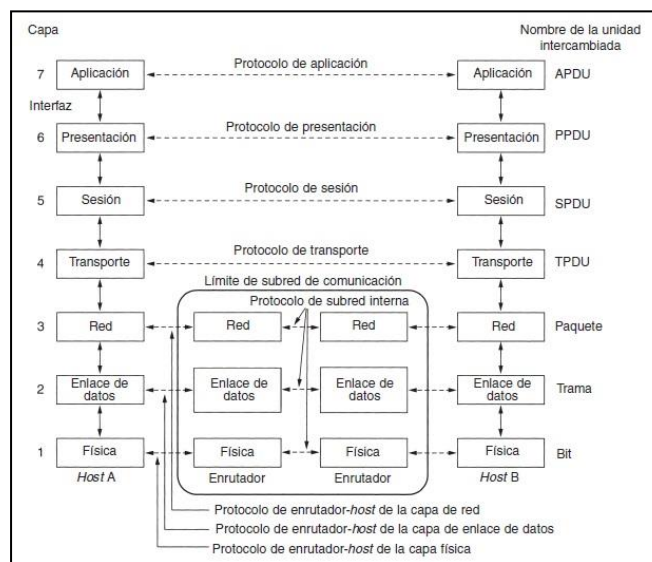 Capa
Nombre de la unidad
intercambiada
7 Aplicación Protocolo de aplicación Aplicación APDU
Interfaz
6 Presentación Protocolo de presentación Presentación PPDU
5 Sesión Protocolo de sesión Sesión SPDU
4 Transporte Protocolo de transporte Transporte TPDU
Límite de subred de comunicación
Protocolo de subred interna
3 Red Red Red Red Paquete
2 Enlace de datos Enlace de datos Enlace de datos Enlace de datos Trama
1 Física Física Física Física Bit
Host A Enrutador Enrutador Host B
Protocolo de enrutador-host de la capa de red
Protocolo de enrutador-host de la capa de enlace de datos
Protocolo de enrutador-host de la capa física